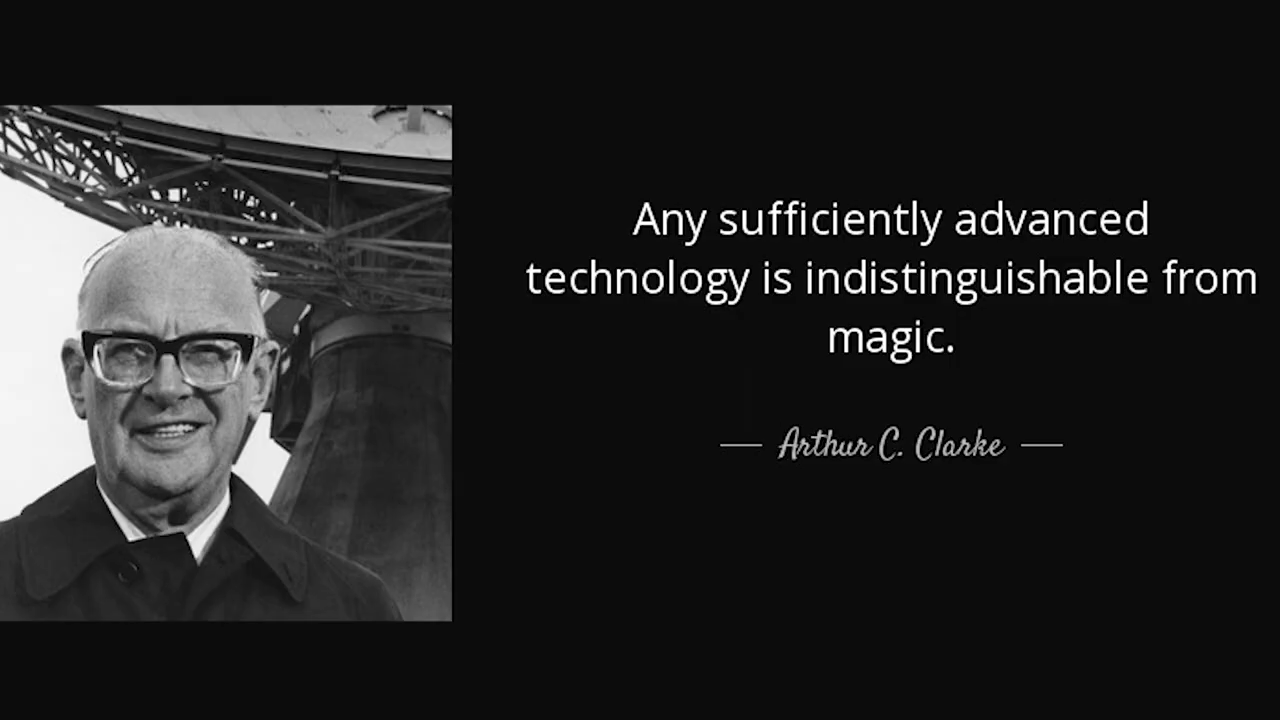 Any sufficiently advanced
technology is indistinguishable from
magic.
— Arthur C. Clarke —